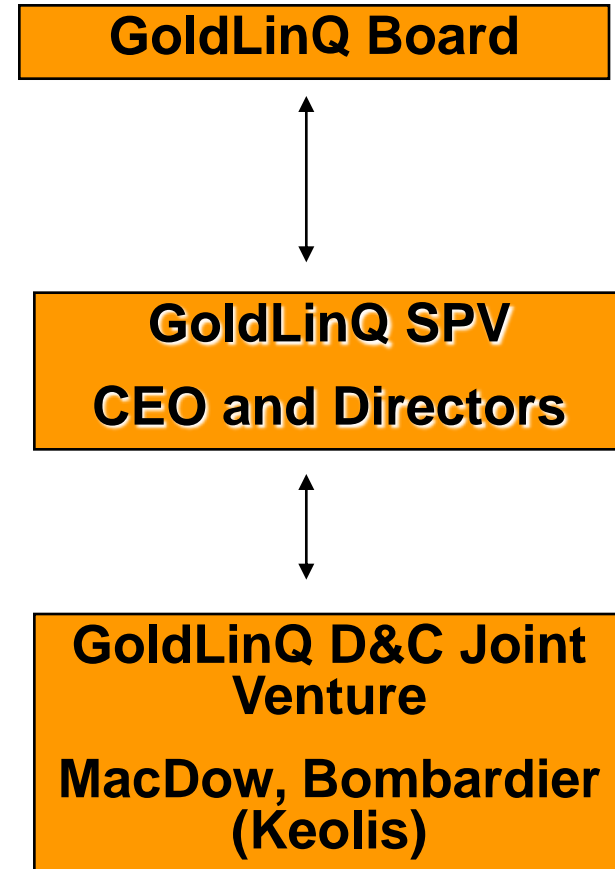 GoldLinQ Board
GoldLinQ SPV
CEO and Directors
GoldLinQ D&C Joint
Venture
MacDow, Bombardier
(Keolis)